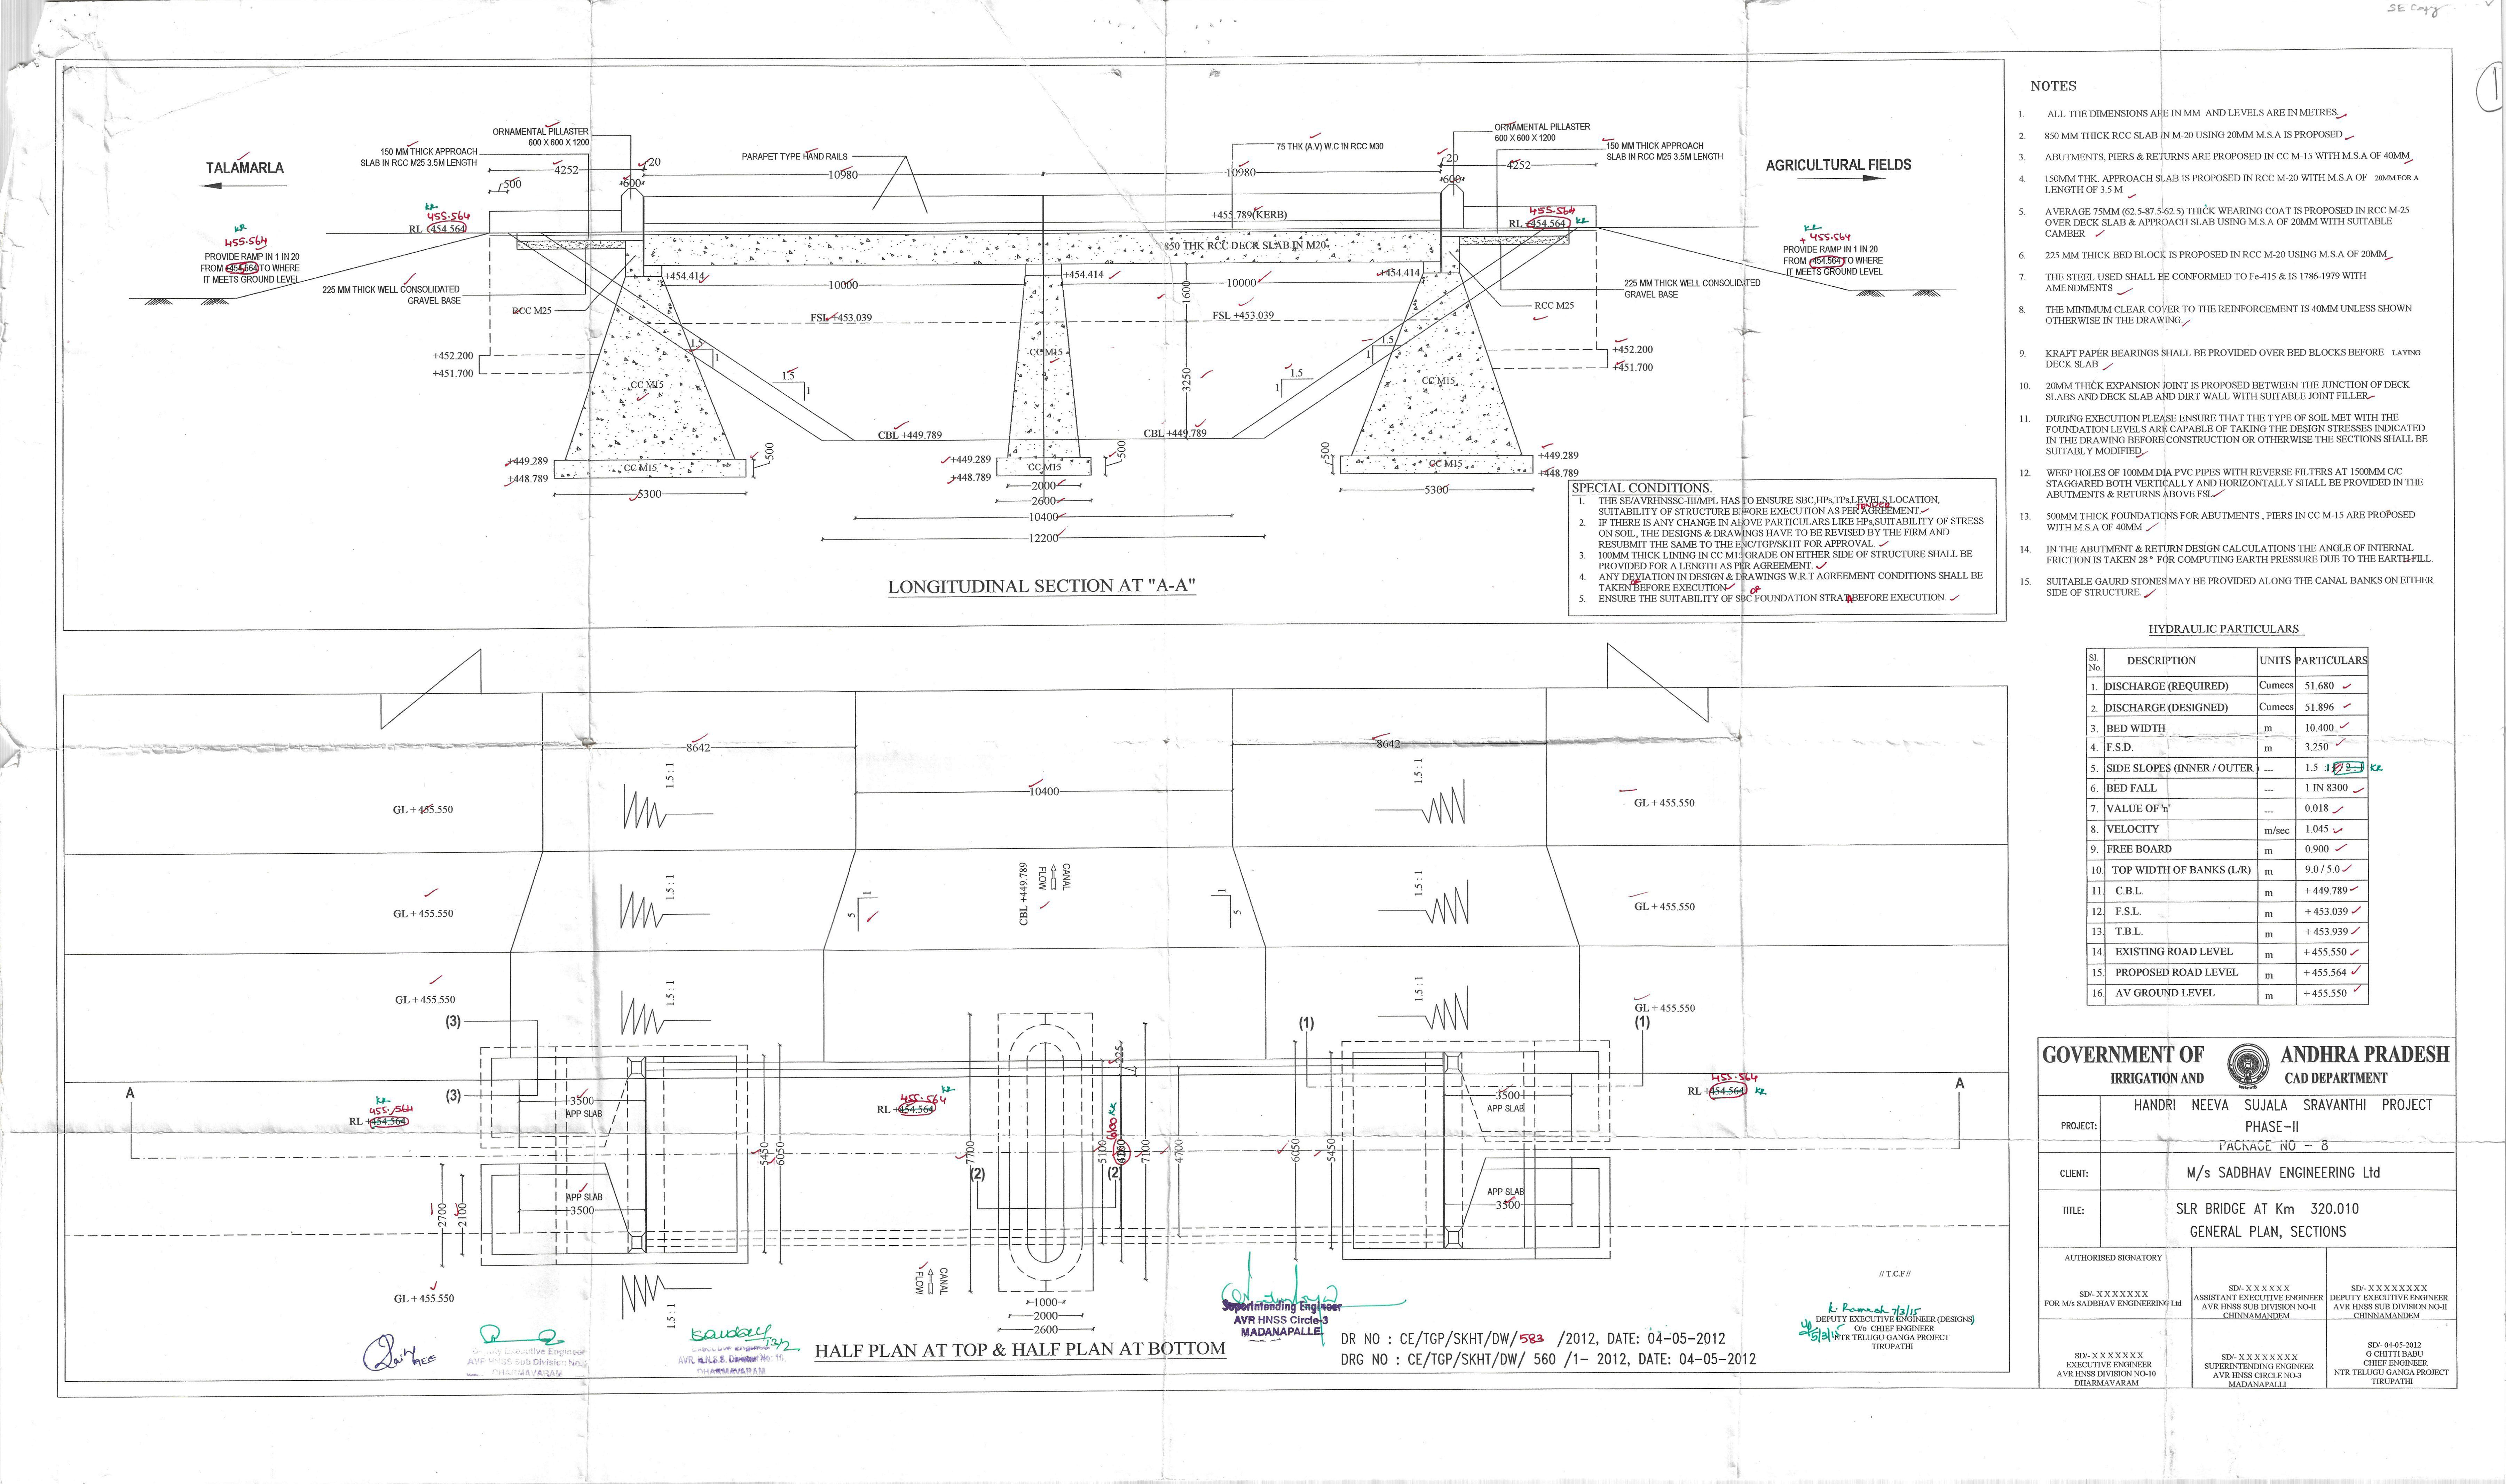 SE Copy
1
ORNAMENTAL PILLASTER
600 X 600 X 1200
150 MM THICK APPROACH
SLAB IN RCC M25 3.5M LENGTH
TALAMARLA
4252
20
500
600
10980
PARAPET TYPE HAND RAILS
75 THK (A.V) W.C IN RCC M30
10980
ORNAMENTAL PILLASTER
600 X 600 X 1200
150 MM THICK APPROACH
SLAB IN RCC M25 3.5M LENGTH
20
4252
600
AGRICULTURAL FIELDS
KR
455.564
RL +454.564
KR
455.564
PROVIDE RAMP IN 1 IN 20
FROM +454.564 TO WHERE
IT MEETS GROUND LEVEL
225 MM THICK WELL CONSOLIDATED
GRAVEL BASE
RCC M25
+455.789(KERB)
850 THK RCC DECK SLAB IN M20
455.564
RL +454.564 KR
KR
+ 455.564
PROVIDE RAMP IN 1 IN 20
FROM +454.564 TO WHERE
IT MEETS GROUND LEVEL
225 MM THICK WELL CONSOLIDATED
GRAVEL BASE
RCC M25
+454.414
+454.414
+454.414
10000
10000
1600
FSL +453.039
FSL +453.039
+452.200
+451.700
1.5
1
1.5
1
CC M15
CC M15
3250
1.5
1
1.5
1
CC M15
+452.200
+451.700
CBL +449.789
CBL +449.789
+449.289
+448.789
CC M15
500
5300
+449.289
+448.789
CC M15
500
2000
2600
10400
12200
500
CC M15
5300
+449.289
+448.789
LONGITUDINAL SECTION AT "A-A"
SPECIAL CONDITIONS.
1. THE SE/AVRHNSSC-III/MPL HAS TO ENSURE SBC,HPs,TPs,LEVELS,LOCATION,
SUITABILITY OF STRUCTURE BEFORE EXECUTION AS PER AGREEMENT.
TENDER
2. IF THERE IS ANY CHANGE IN ABOVE PARTICULARS LIKE HPs,SUITABILITY OF STRESS
ON SOIL, THE DESIGNS & DRAWINGS HAVE TO BE REVISED BY THE FIRM AND
RESUBMIT THE SAME TO THE ENC/TGP/SKHT FOR APPROVAL.
3. 100MM THICK LINING IN CC M15 GRADE ON EITHER SIDE OF STRUCTURE SHALL BE
PROVIDED FOR A LENGTH AS PER AGREEMENT.
4. ANY DEVIATION IN DESIGN & DRAWINGS W.R.T AGREEMENT CONDITIONS SHALL BE
TAKEN BEFORE EXECUTION
5. ENSURE THE SUITABILITY OF SBC OF FOUNDATION STRATA BEFORE EXECUTION.
NOTES
1. ALL THE DIMENSIONS ARE IN MM AND LEVELS ARE IN METRES
2. 850 MM THICK RCC SLAB IN M-20 USING 20MM M.S.A IS PROPOSED
3. ABUTMENTS, PIERS & RETURNS ARE PROPOSED IN CC M-15 WITH M.S.A OF 40MM
4. 150MM THK. APPROACH SLAB IS PROPOSED IN RCC M-20 WITH M.S.A OF 20MM FOR A
LENGTH OF 3.5 M
5. AVERAGE 75MM (62.5-87.5-62.5) THICK WEARING COAT IS PROPOSED IN RCC M-25
OVER DECK SLAB & APPROACH SLAB USING M.S.A OF 20MM WITH SUITABLE
CAMBER
6. 225 MM THICK BED BLOCK IS PROPOSED IN RCC M-20 USING M.S.A OF 20MM
7. THE STEEL USED SHALL BE CONFORMED TO Fe-415 & IS 1786-1979 WITH
AMENDMENTS
8. THE MINIMUM CLEAR COVER TO THE REINFORCEMENT IS 40MM UNLESS SHOWN
OTHERWISE IN THE DRAWING
9. KRAFT PAPER BEARINGS SHALL BE PROVIDED OVER BED BLOCKS BEFORE LAYING
DECK SLAB
10. 20MM THICK EXPANSION JOINT IS PROPOSED BETWEEN THE JUNCTION OF DECK
SLABS AND DECK SLAB AND DIRT WALL WITH SUITABLE JOINT FILLER
11. DURING EXECUTION PLEASE ENSURE THAT THE TYPE OF SOIL MET WITH THE
FOUNDATION LEVELS ARE CAPABLE OF TAKING THE DESIGN STRESSES INDICATED
IN THE DRAWING BEFORE CONSTRUCTION OR OTHERWISE THE SECTIONS SHALL BE
SUITABLY MODIFIED
12. WEEP HOLES OF 100MM DIA PVC PIPES WITH REVERSE FILTERS AT 1500MM C/C
STAGGARED BOTH VERTICALLY AND HORIZONTALLY SHALL BE PROVIDED IN THE
ABUTMENTS & RETURNS ABOVE FSL
13. 500MM THICK FOUNDATIONS FOR ABUTMENTS , PIERS IN CC M-15 ARE PROPOSED
WITH M.S.A OF 40MM
14. IN THE ABUTMENT & RETURN DESIGN CALCULATIONS THE ANGLE OF INTERNAL
FRICTION IS TAKEN 28° FOR COMPUTING EARTH PRESSURE DUE TO THE EARTHFILL.
15. SUITABLE GAURD STONES MAY BE PROVIDED ALONG THE CANAL BANKS ON EITHER
SIDE OF STRUCTURE.
HYDRAULIC PARTICULARS
Sl. No. DESCRIPTION UNITS PARTICULARS
1. DISCHARGE (REQUIRED) Cumecs 51.680
2. DISCHARGE (DESIGNED) Cumecs 51.896
3. BED WIDTH m 10.400
4. F.S.D. m 3.250
5. SIDE SLOPES (INNER / OUTER) --- 1.5 :1 / 2:1 KR
6. BED FALL --- 1 IN 8300
7. VALUE OF 'n' --- 0.018
8. VELOCITY m/sec 1.045
9. FREE BOARD m 0.900
10. TOP WIDTH OF BANKS (L/R) m 9.0 / 5.0
11. C.B.L. m + 449.789
12. F.S.L. m + 453.039
13. T.B.L. m + 453.939
14. EXISTING ROAD LEVEL m + 455.550
15. PROPOSED ROAD LEVEL m + 455.564
16. AV GROUND LEVEL m + 455.550
8642
10400
8642
GL + 455.550
1.5 : 1
1.5 : 1
GL + 455.550
GL + 455.550
1.5 : 1
5
1
CBL +449.789
CANAL
FLOW
1
5
1.5 : 1
GL + 455.550
GL + 455.550
1.5 : 1
1.5 : 1
GL + 455.550
(3)
(1)
(1)
A
(3)
A
KR
455.564
RL +454.564
3500
APP SLAB
455.564 KR
RL +454.564
225
3500
APP SLAB
455.564
RL +454.564 KR
5450
6050
7700
5100
6100 KR
7100
4700
6050
5450
(2)
(2)
2700
2100
APP SLAB
3500
APP SLAB
3500
GL + 455.550
1.5 : 1
CANAL
FLOW
1000
2000
2600
HALF PLAN AT TOP & HALF PLAN AT BOTTOM
AEE
Executive Engineer
AVR HNSS Sub Division No.
DHARMAVARAM
Executive Engineer
AVR. H.N.S.S. Division No:
DHARMAVARAM
Superintending Engineer
AVR HNSS Circle-3
MADANAPALLE
DR NO : CE/TGP/SKHT/DW/583 /2012, DATE: 04-05-2012
DRG NO : CE/TGP/SKHT/DW/ 560 /1- 2012, DATE: 04-05-2012
// T.C.F //
K. Ramesh 7/3/15
5/3/15
DEPUTY EXECUTIVE ENGINEER (DESIGNS)
O/o CHIEF ENGINEER
NTR TELUGU GANGA PROJECT
TIRUPATHI
GOVERNMENT OF ANDHRA PRADESH
IRRIGATION AND CAD DEPARTMENT
PROJECT: HANDRI NEEVA SUJALA SRAVANTHI PROJECT
PHASE-II
PACKAGE NO - 8
CLIENT: M/s SADBHAV ENGINEERING Ltd
TITLE: SLR BRIDGE AT Km 320.010
GENERAL PLAN, SECTIONS
AUTHORISED SIGNATORY
SD/- X X X X X X X
FOR M/s SADBHAV ENGINEERING Ltd
SD/- X X X X X X
ASSISTANT EXECUTIVE ENGINEER
AVR HNSS SUB DIVISION NO-II
CHINNAMANDEM
SD/- X X X X X X X X
DEPUTY EXECUTIVE ENGINEER
AVR HNSS SUB DIVISION NO-II
CHINNAMANDEM
SD/- X X X X X X X
EXECUTIVE ENGINEER
AVR HNSS DIVISION NO-10
DHARMAVARAM
SD/- X X X X X X X X
SUPERINTENDING ENGINEER
AVR HNSS CIRCLE NO-3
MADANAPALLI
SD/- 04-05-2012
G CHITTI BABU
CHIEF ENGINEER
NTR TELUGU GANGA PROJECT
TIRUPATHI